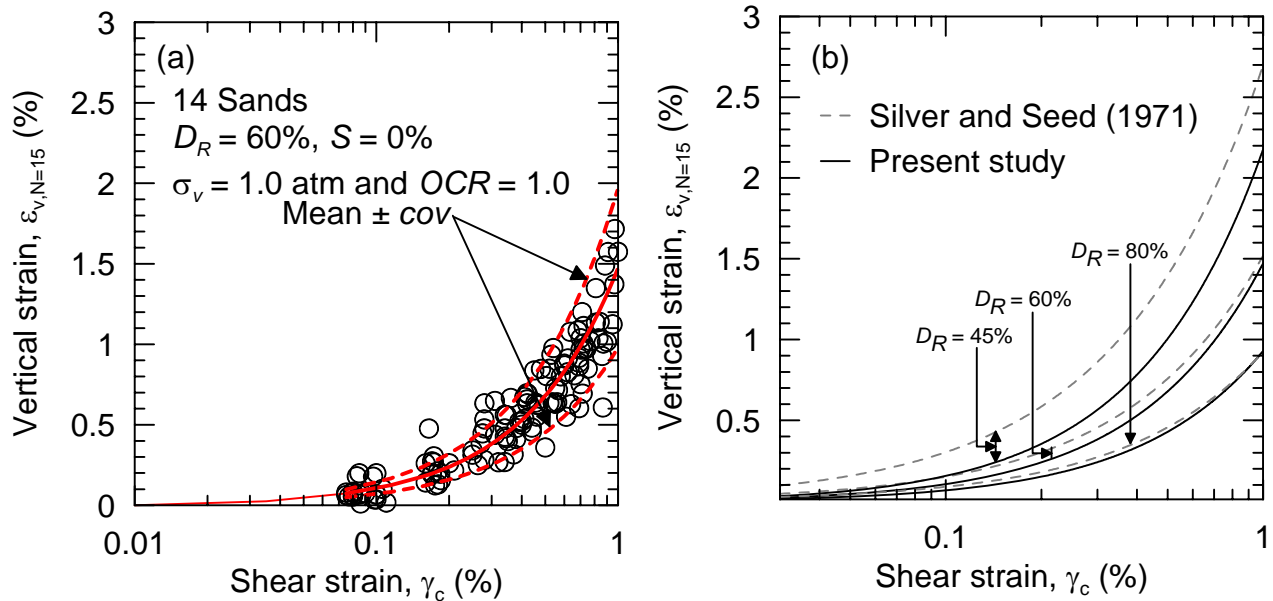 (a)
14 Sands
D_R = 60%, S = 0%
σ_v = 1.0 atm and OCR = 1.0
Mean ± cov
Vertical strain, ε_v,N=15 (%)
3
2.5
2
1.5
1
0.5
0
0.01
0.1
1
Shear strain, γ_c (%)
(b)
Silver and Seed (1971)
Present study
D_R = 80%
D_R = 60%
D_R = 45%
Vertical strain, ε_v,N=15 (%)
3
2.5
2
1.5
1
0.5
0.1
1
Shear strain, γ_c (%)